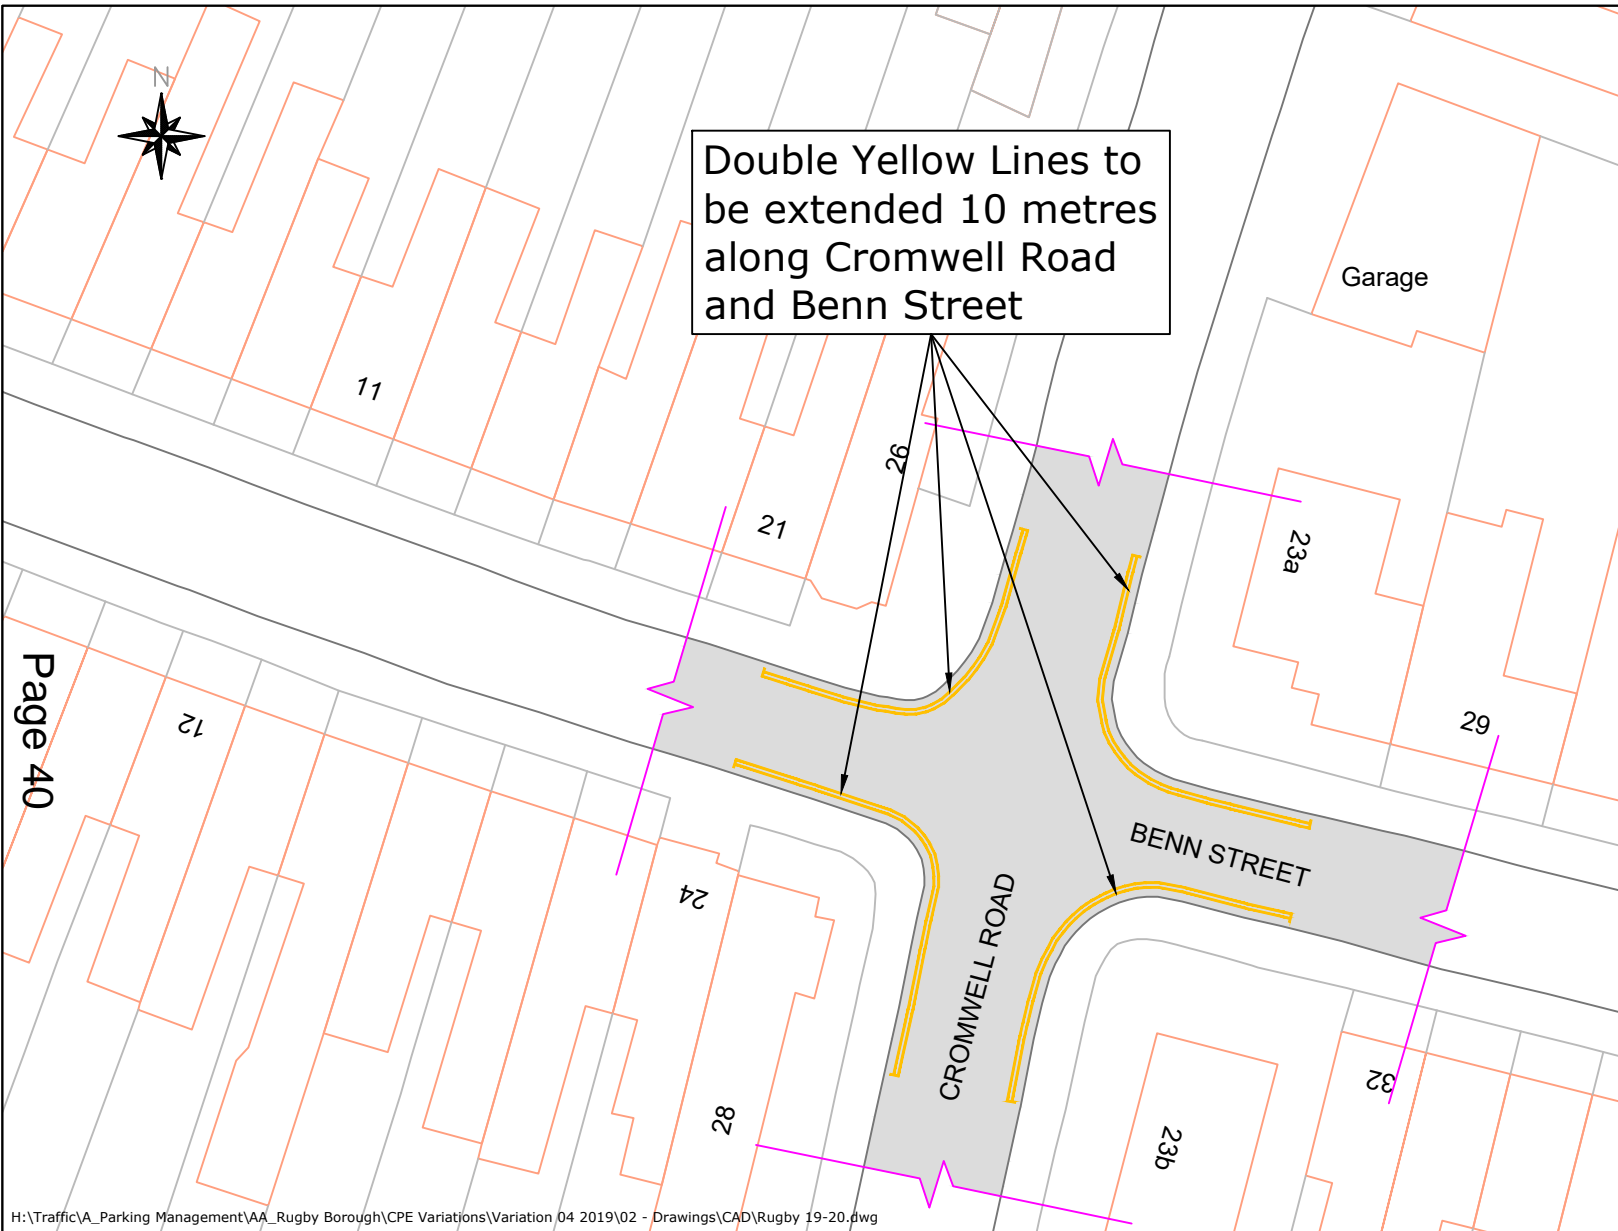 N
Double Yellow Lines to
be extended 10 metres
along Cromwell Road
and Benn Street
Garage
11
26
21
23a
29
12
24
BENN STREET
CROMWELL ROAD
28
32
23b
Page 40
H:\Traffic\A_Parking Management\AA_Rugby Borough\CPE Variations\Variation 04 2019\02 - Drawings\CAD\Rugby 19-20.dwg